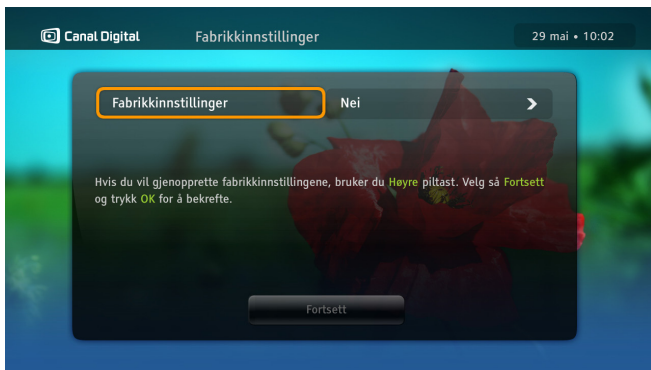 Canal Digital
Fabrikkinnstillinger
29 mai • 10:02
Fabrikkinnstillinger
Nei
Hvis du vil gjenopprette fabrikkinnstillingene, bruker du Høyre piltast. Velg så Fortsett
og trykk OK for å bekrefte.
Fortsett